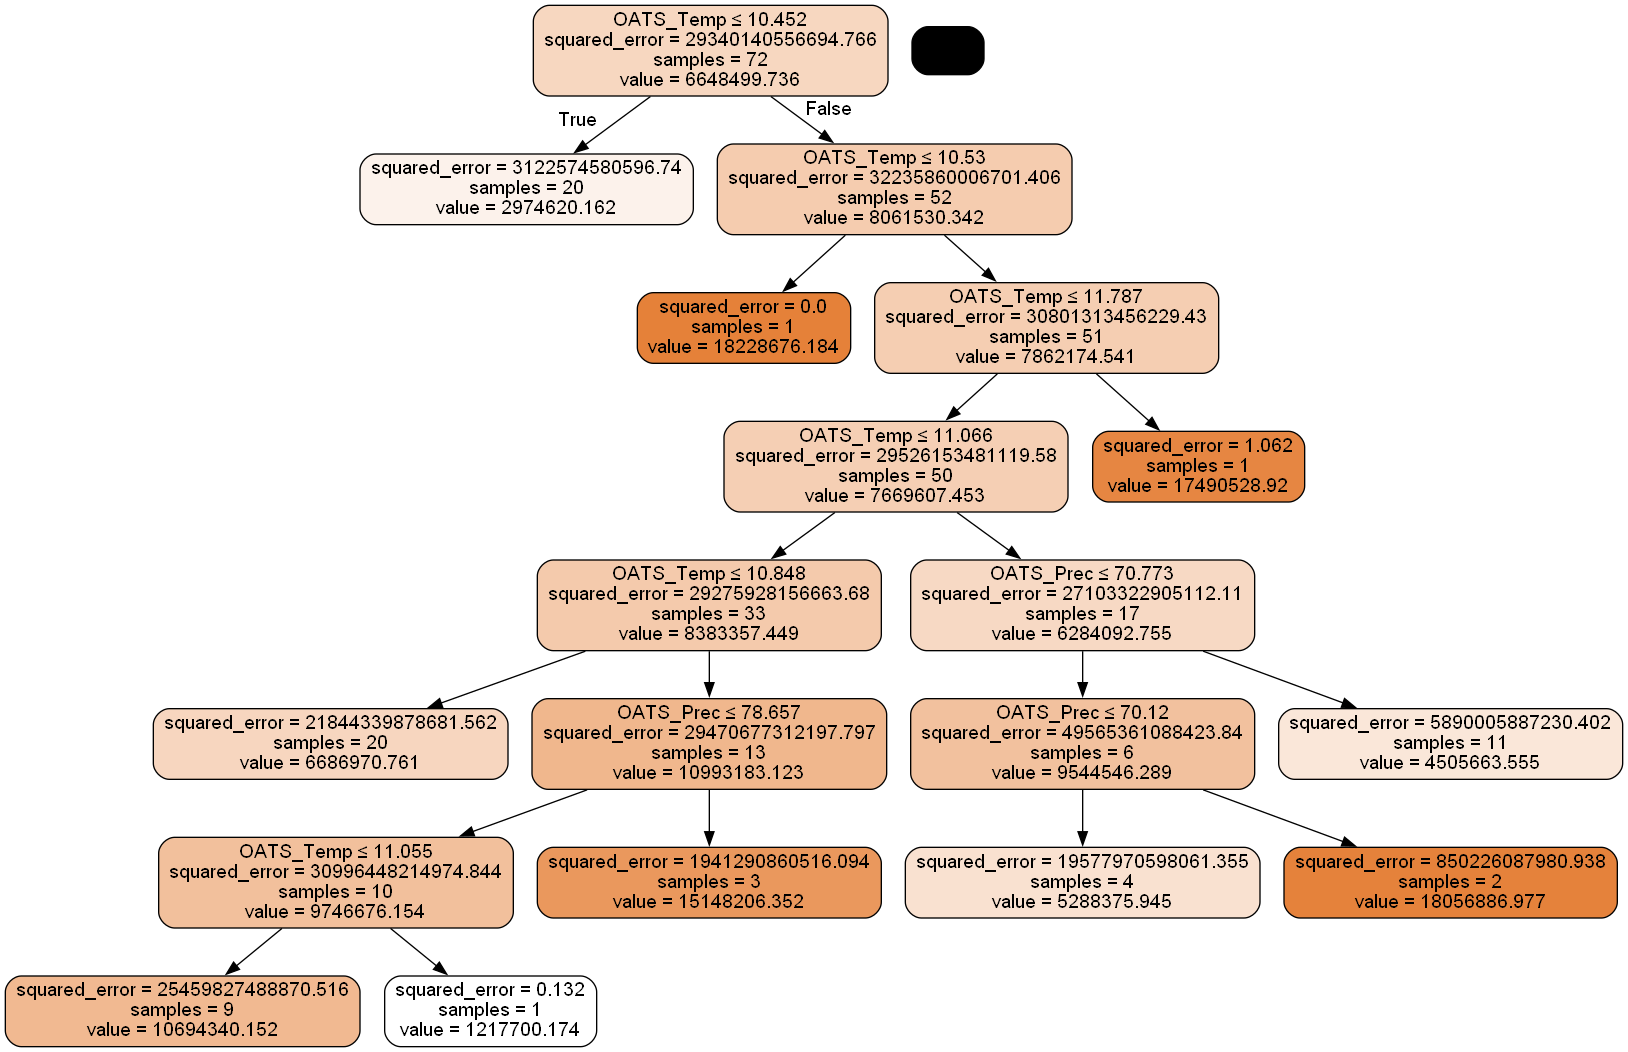 OATS_Temp ≤ 10.452
squared_error = 29340140556694.766
samples = 72
value = 6648499.736
True
False
squared_error = 3122574580596.74
samples = 20
value = 2974620.162
OATS_Temp ≤ 10.53
squared_error = 32235860006701.406
samples = 52
value = 8061530.342
squared_error = 0.0
samples = 1
value = 18228676.184
OATS_Temp ≤ 11.787
squared_error = 30801313456229.43
samples = 51
value = 7862174.541
OATS_Temp ≤ 11.066
squared_error = 29526153481119.58
samples = 50
value = 7669607.453
squared_error = 1.062
samples = 1
value = 17490528.92
OATS_Temp ≤ 10.848
squared_error = 29275928156663.68
samples = 33
value = 8383357.449
OATS_Prec ≤ 70.773
squared_error = 27103322905112.11
samples = 17
value = 6284092.755
squared_error = 21844339878681.562
samples = 20
value = 6686970.761
OATS_Prec ≤ 78.657
squared_error = 29470677312197.797
samples = 13
value = 10993183.123
OATS_Prec ≤ 70.12
squared_error = 49565361088423.84
samples = 6
value = 9544546.289
squared_error = 5890005887230.402
samples = 11
value = 4505663.555
OATS_Temp ≤ 11.055
squared_error = 30996448214974.844
samples = 10
value = 9746676.154
squared_error = 1941290860516.094
samples = 3
value = 15148206.352
squared_error = 19577970598061.355
samples = 4
value = 5288375.945
squared_error = 850226087980.938
samples = 2
value = 18056886.977
squared_error = 25459827488870.516
samples = 9
value = 10694340.152
squared_error = 0.132
samples = 1
value = 1217700.174